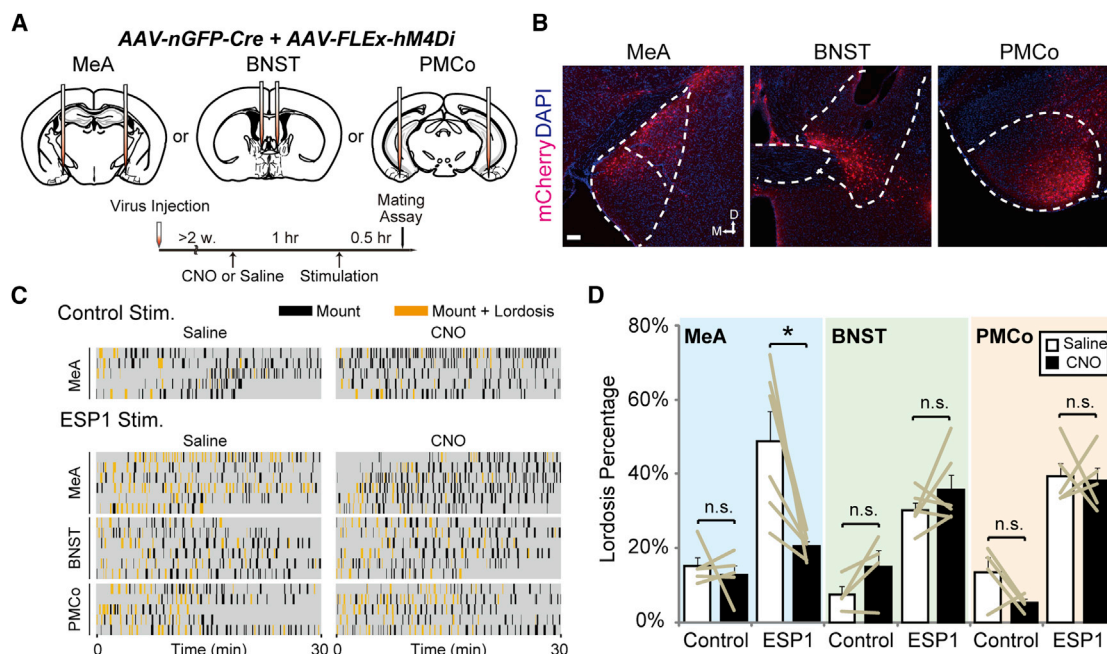 A
AAV-nGFP-Cre + AAV-FLEx-hM4Di
MeA
BNST
PMCo
or
or
Virus Injection
Mating
Assay
>2 w.
1 hr
0.5 hr
CNO or Saline
Stimulation
B
MeA
BNST
PMCo
mCherryDAPI
D
M
C
Control Stim.
Mount
Mount + Lordosis
Saline
CNO
MeA
ESP1 Stim.
Saline
CNO
MeA
BNST
PMCo
0
Time (min)
30
0
Time (min)
30
D
Lordosis Percentage
80%
60%
40%
20%
0%
MeA
BNST
PMCo
Saline
CNO
n.s.
*
n.s.
n.s.
n.s.
n.s.
Control
ESP1
Control
ESP1
Control
ESP1